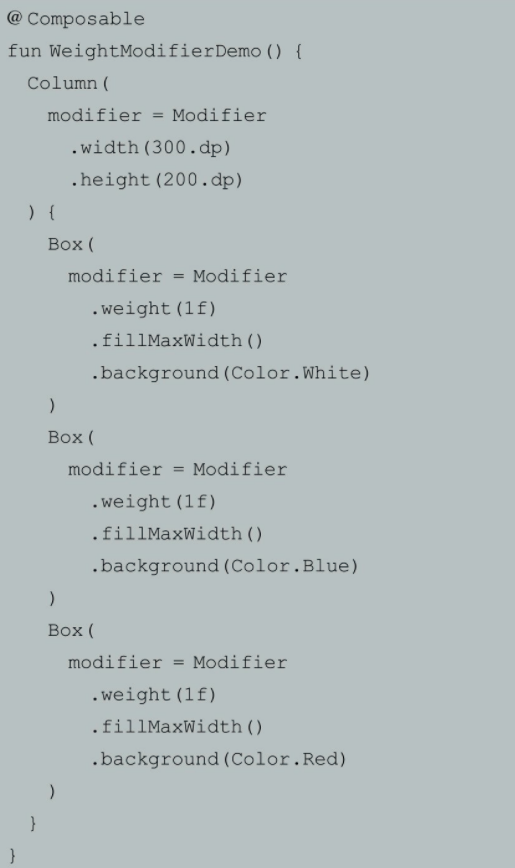 @Composable
fun WeightModifierDemo() {
  Column(
    modifier = Modifier
      .width(300.dp)
      .height(200.dp)
  ) {
    Box(
      modifier = Modifier
        .weight(1f)
        .fillMaxWidth()
        .background(Color.White)
    )
    Box(
      modifier = Modifier
        .weight(1f)
        .fillMaxWidth()
        .background(Color.Blue)
    )
    Box(
      modifier = Modifier
        .weight(1f)
        .fillMaxWidth()
        .background(Color.Red)
    )
  }
}